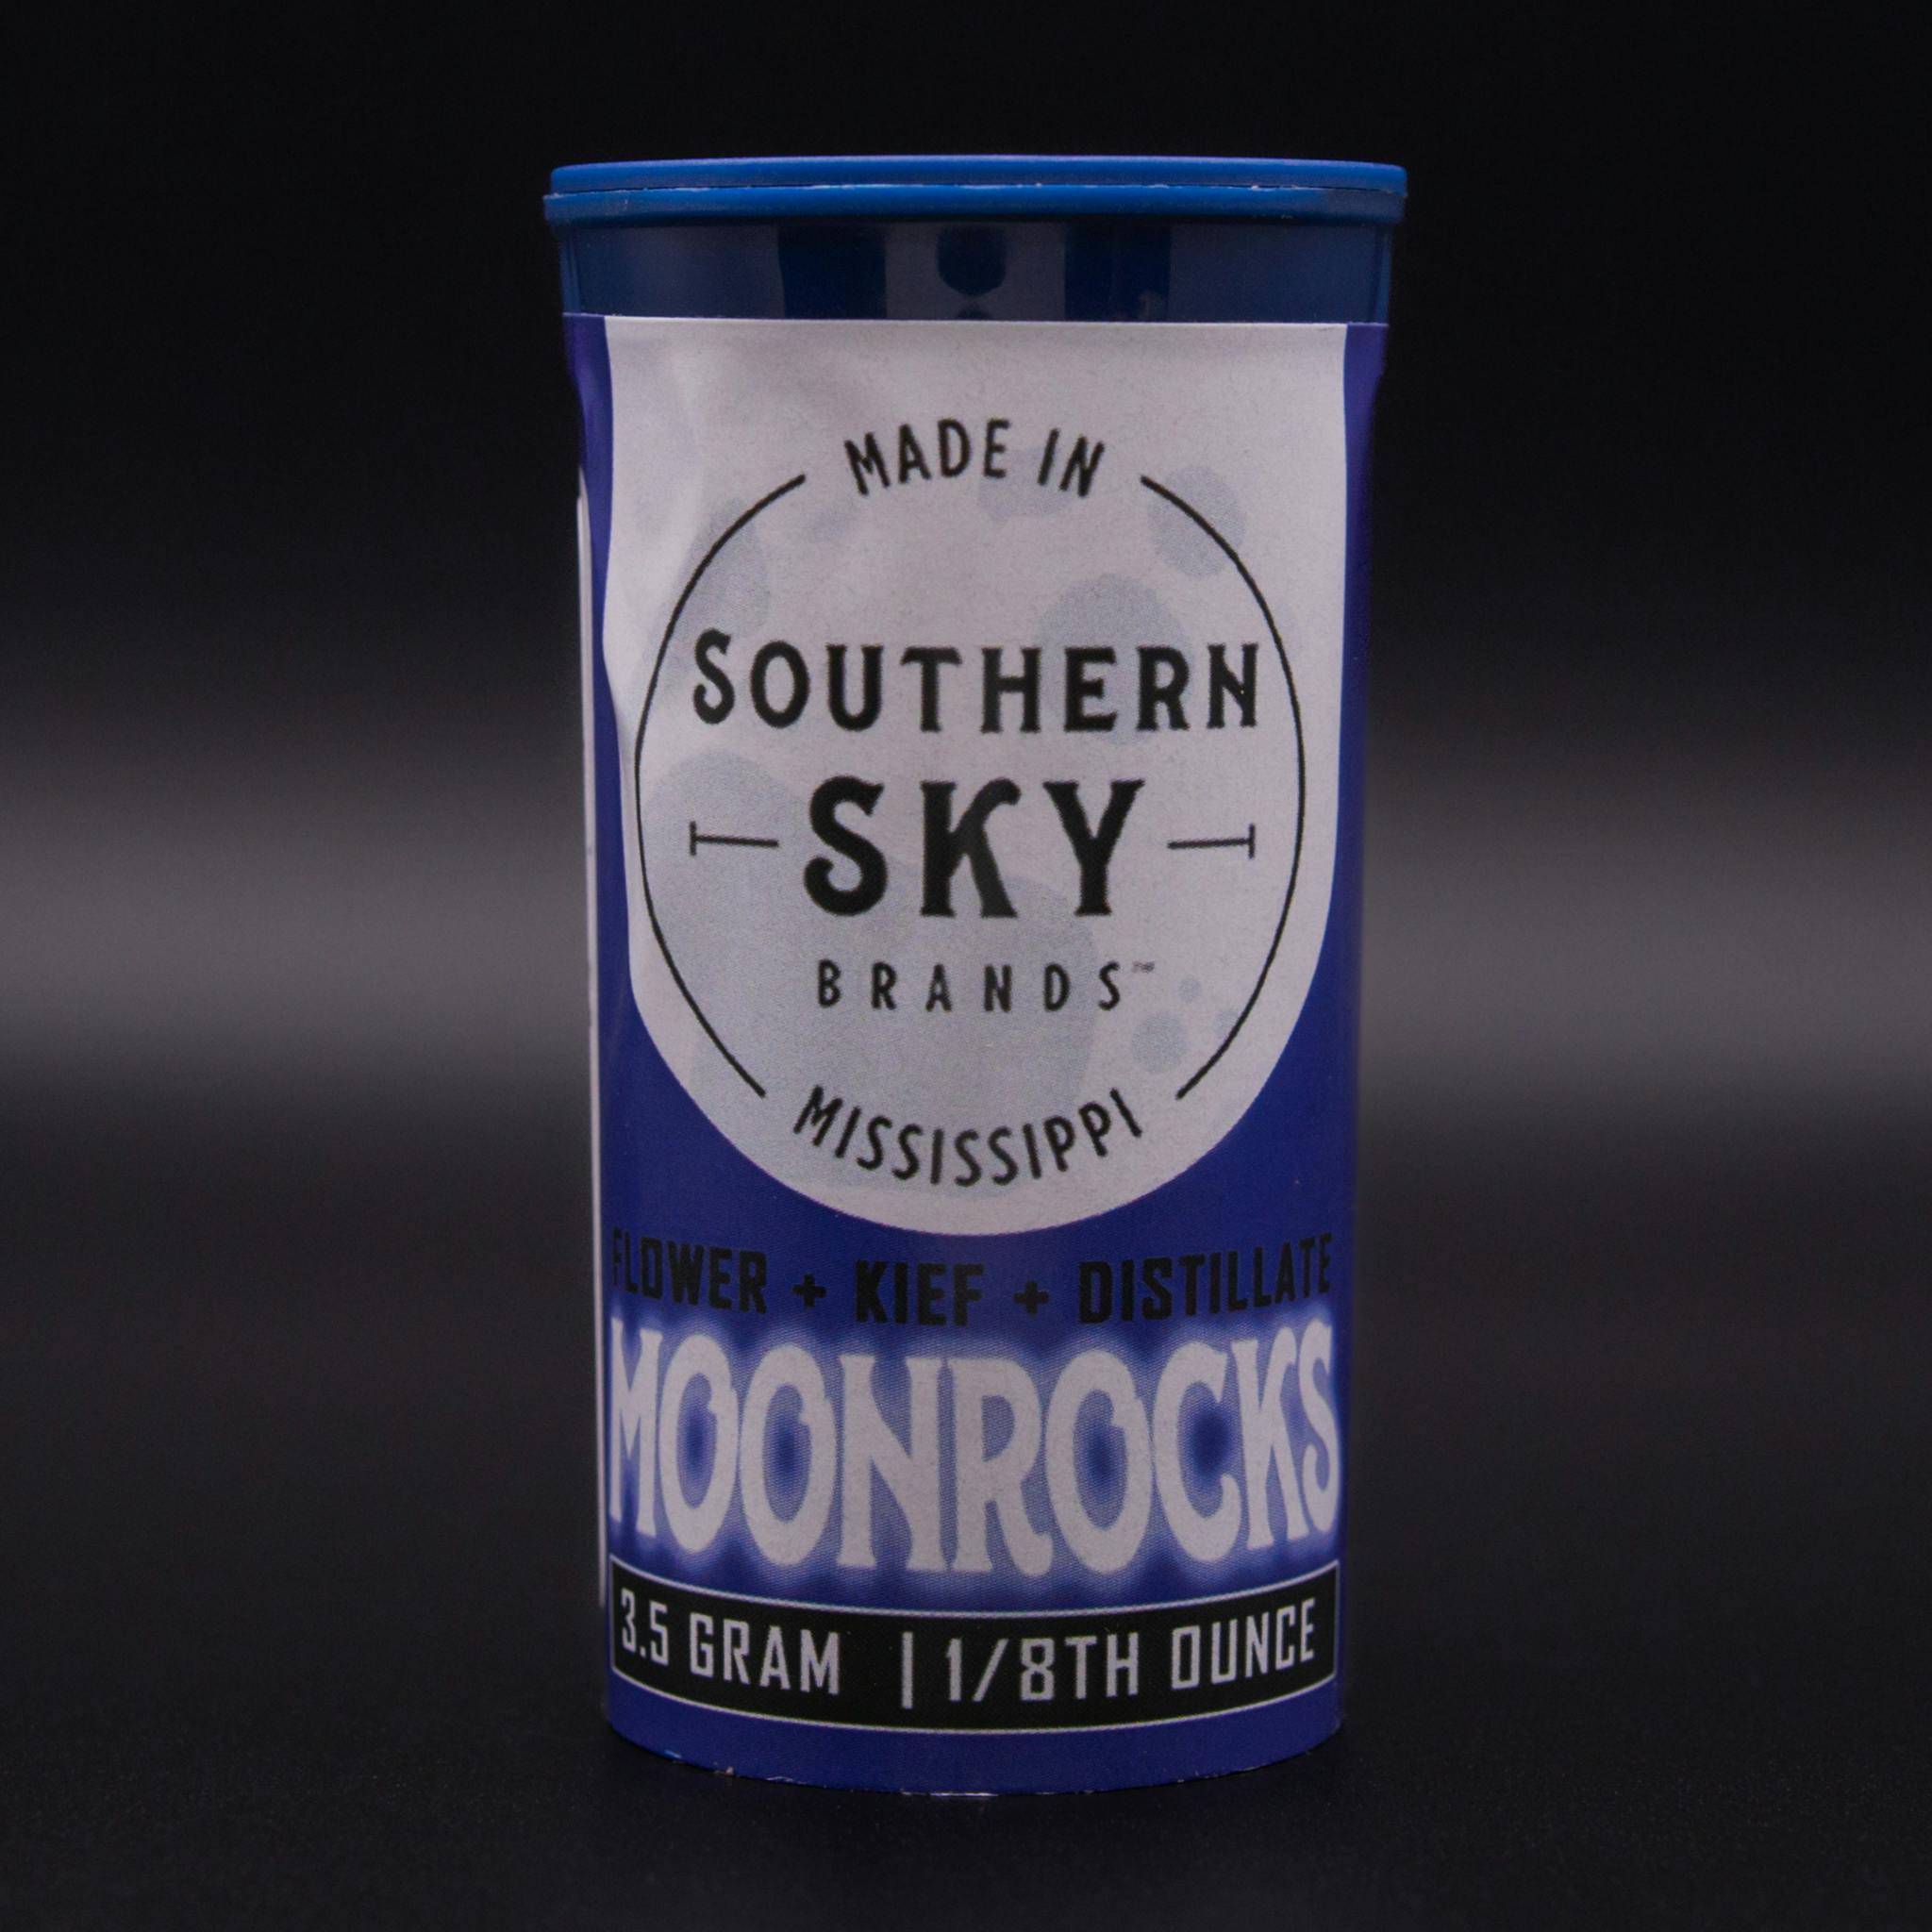 MADE IN
SOUTHERN
SKY
BRANDS™
MISSISSIPPI
FLOWER + KIEF + DISTILLATE
MOONROCKS
3.5 GRAM | 1/8TH OUNCE